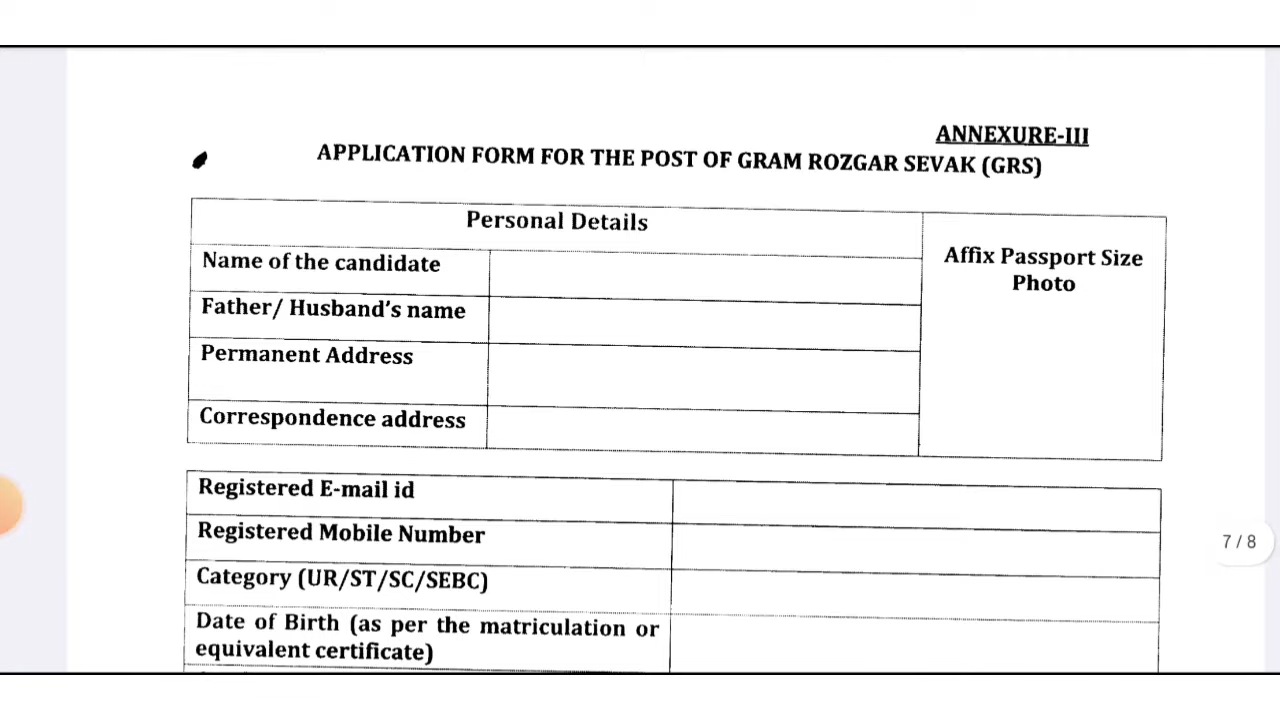 ANNEXURE-III
APPLICATION FORM FOR THE POST OF GRAM ROZGAR SEVAK (GRS)
Personal Details
Affix Passport Size
Photo
Name of the candidate
Father/ Husband's name
Permanent Address
Correspondence address
Registered E-mail id
Registered Mobile Number
Category (UR/ST/SC/SEBC)
Date of Birth (as per the matriculation or
equivalent certificate)
7 / 8